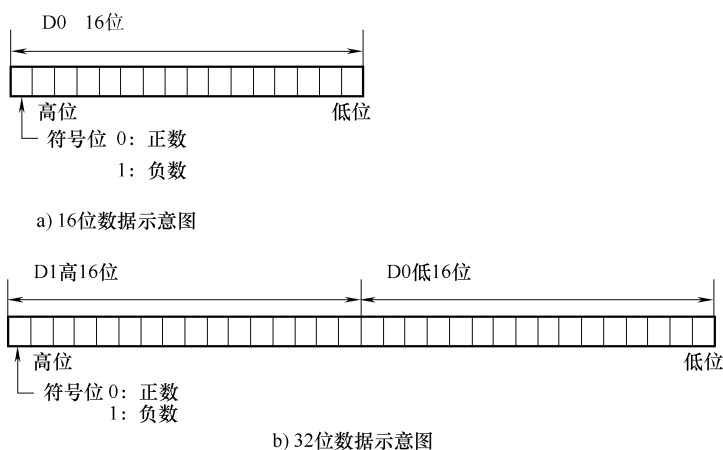 D0 16位
高位 低位
符号位 0：正数
1：负数
a) 16位数据示意图
D1高16位 D0低16位
高位 低位
符号位 0：正数
1：负数
b) 32位数据示意图